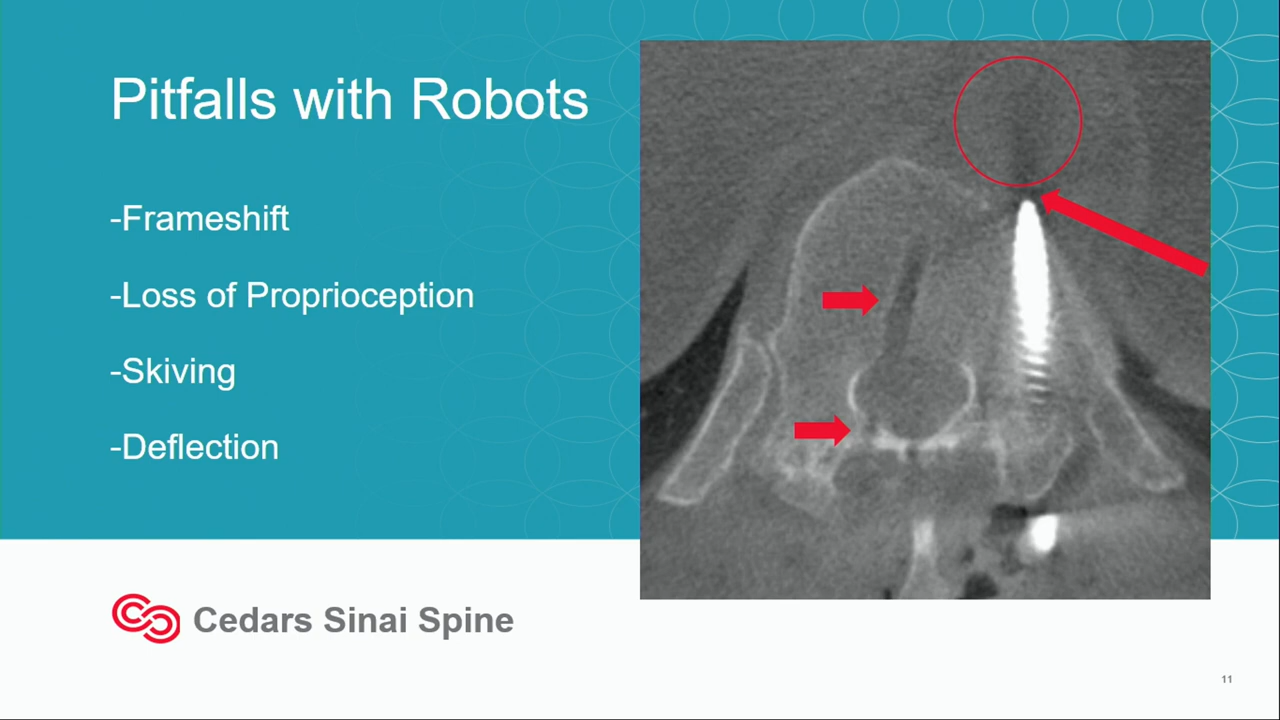 Pitfalls with Robots
-Frameshift
-Loss of Proprioception
-Skiving
-Deflection
Cedars Sinai Spine
11